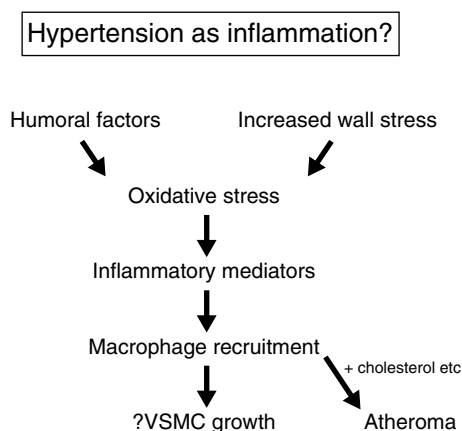 Hypertension as inflammation?
Humoral factors
Increased wall stress
Oxidative stress
Inflammatory mediators
Macrophage recruitment
+ cholesterol etc
?VSMC growth
Atheroma